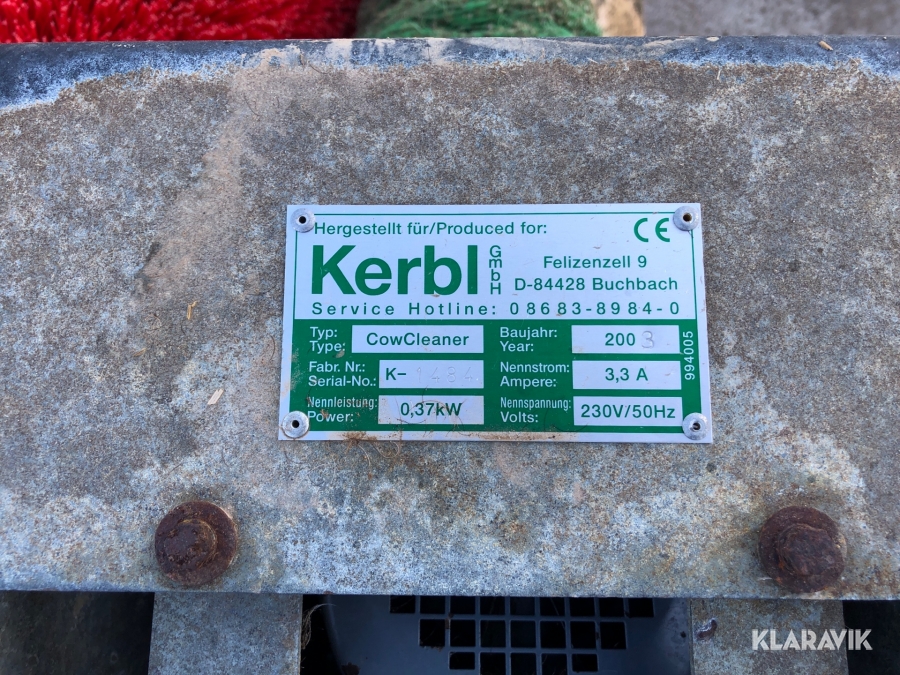 Hergestellt für/Produced for:
CE
Kerbl GmbH
Felizenzell 9
D-84428 Buchbach
Service Hotline: 08683-8984-0
Typ: Type: CowCleaner
Baujahr: Year: 2003
Fabr. Nr.: Serial-No.: K-
Nennstrom: Ampere: 3,3 A
Nennleistung: Power: 0,37kW
Nennspannung: Volts: 230V/50Hz
994005
KLARAVIK